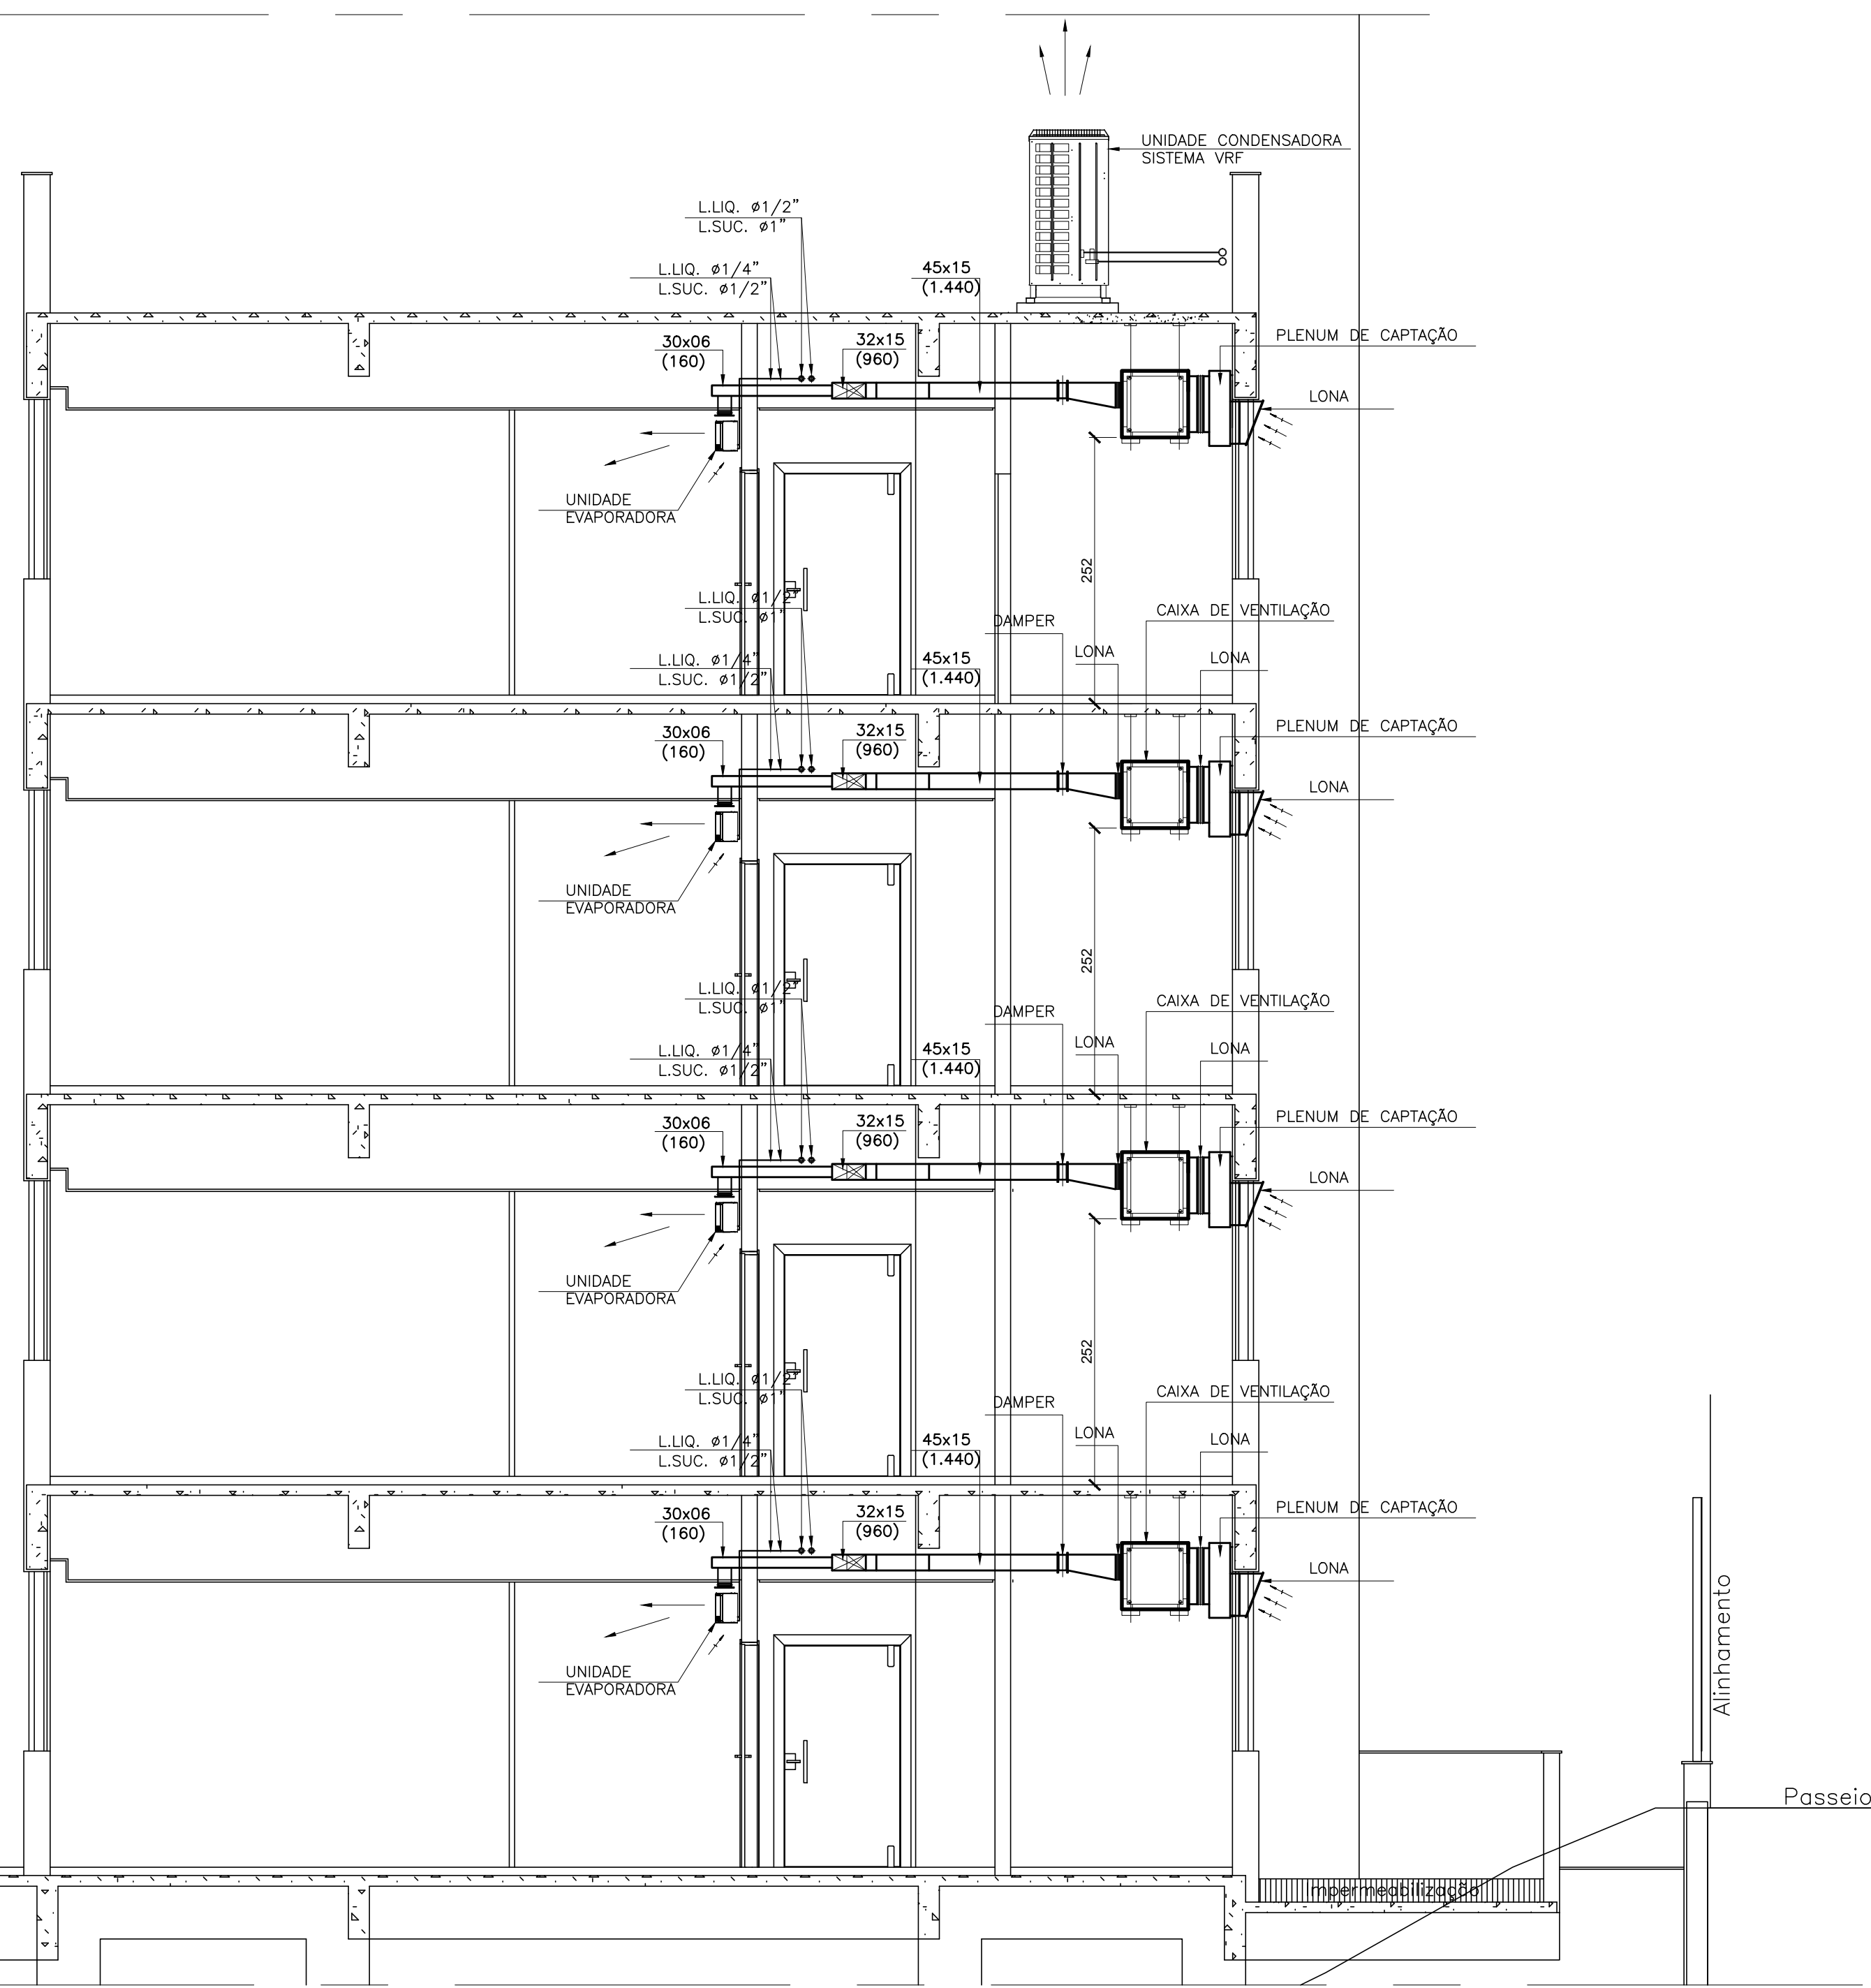 UNIDADE CONDENSADORA
SISTEMA VRF
L.LIQ. ø1/2"
L.SUC. ø1"
L.LIQ. ø1/4"
L.SUC. ø1/2"
45x15
(1.440)
30x06
(160)
32x15
(960)
PLENUM DE CAPTAÇÃO
LONA
UNIDADE
EVAPORADORA
252
L.LIQ. ø1/2"
L.SUC. ø1"
DAMPER
CAIXA DE VENTILAÇÃO
L.LIQ. ø1/4"
L.SUC. ø1/2"
45x15
(1.440)
LONA
LONA
30x06
(160)
32x15
(960)
PLENUM DE CAPTAÇÃO
LONA
UNIDADE
EVAPORADORA
252
L.LIQ. ø1/2"
L.SUC. ø1"
DAMPER
CAIXA DE VENTILAÇÃO
L.LIQ. ø1/4"
L.SUC. ø1/2"
45x15
(1.440)
LONA
LONA
30x06
(160)
32x15
(960)
PLENUM DE CAPTAÇÃO
LONA
UNIDADE
EVAPORADORA
252
L.LIQ. ø1/2"
L.SUC. ø1"
DAMPER
CAIXA DE VENTILAÇÃO
L.LIQ. ø1/4"
L.SUC. ø1/2"
45x15
(1.440)
LONA
LONA
30x06
(160)
32x15
(960)
PLENUM DE CAPTAÇÃO
LONA
UNIDADE
EVAPORADORA
Alinhamento
Passeio
mpermeabilização